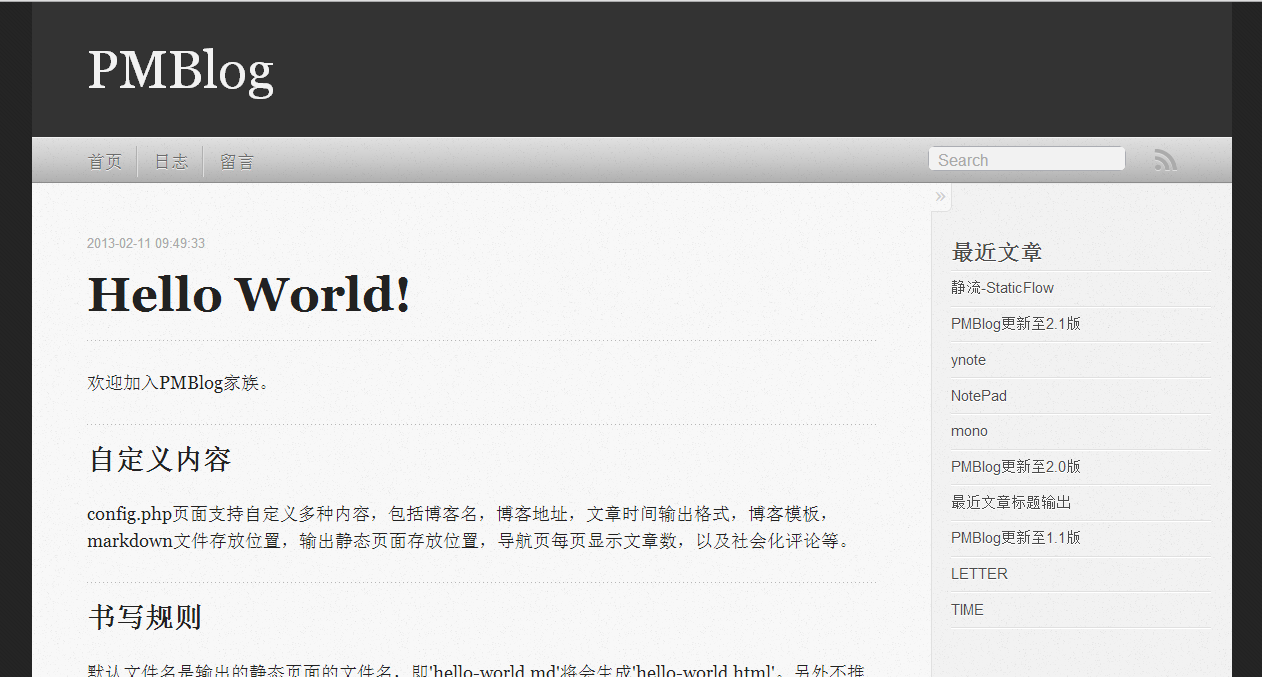 PMBlog
首页 日志 留言
Search
»
2013-02-11 09:49:33
Hello World!
欢迎加入PMBlog家族。
自定义内容
config.php页面支持自定义多种内容，包括博客名，博客地址，文章时间输出格式，博客模板，
markdown文件存放位置，输出静态页面存放位置，导航页每页显示文章数，以及社会化评论等。
书写规则
默认文件名是输出的静态页面的文件名，即'hello-world.md'将会生成'hello-world.html'。另外不推
最近文章
静流-StaticFlow
PMBlog更新至2.1版
ynote
NotePad
mono
PMBlog更新至2.0版
最近文章标题输出
PMBlog更新至1.1版
LETTER
TIME